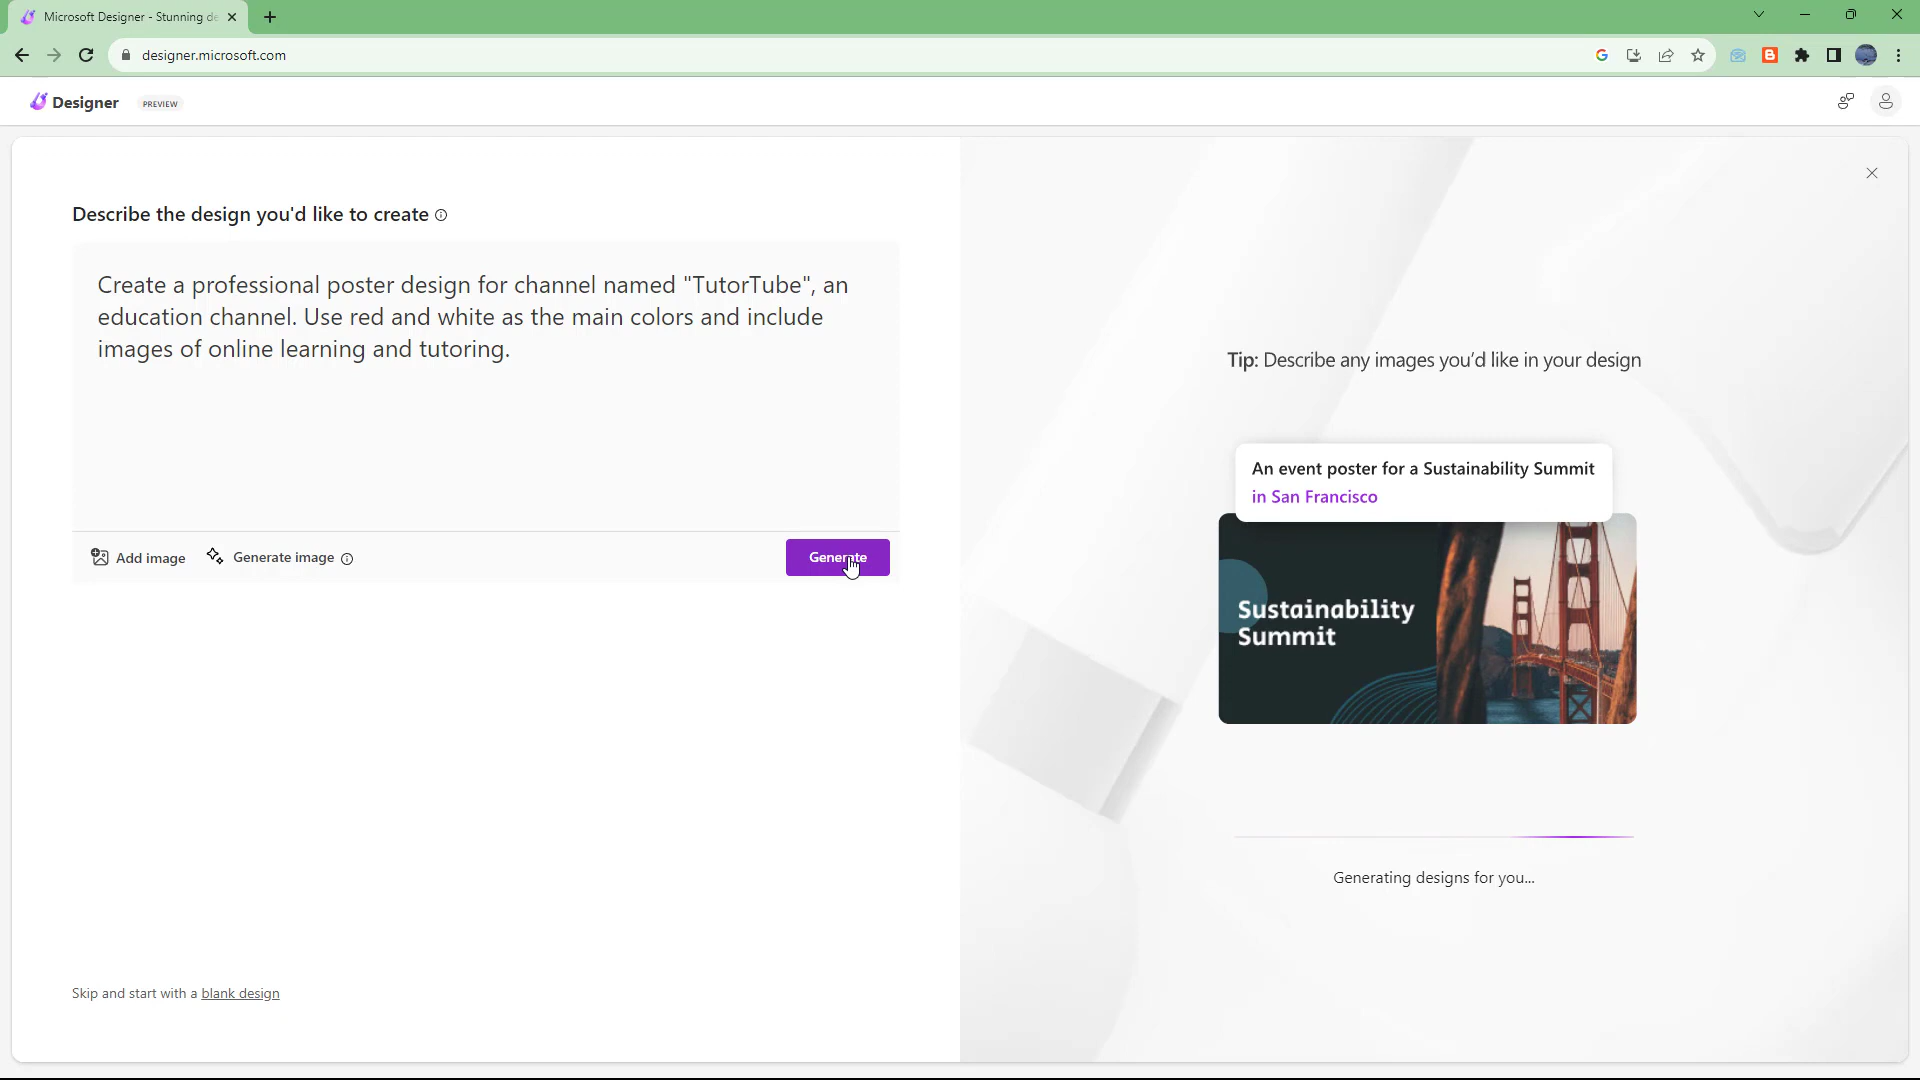 Microsoft Designer - Stunning de
designer.microsoft.com
Designer
PREVIEW
Describe the design you'd like to create
Create a professional poster design for channel named "TutorTube", an
education channel. Use red and white as the main colors and include
images of online learning and tutoring.
Add image
Generate image
Generate
Skip and start with a blank design
Tip: Describe any images you'd like in your design
An event poster for a Sustainability Summit
in San Francisco
Sustainability
Summit
Generating designs for you...